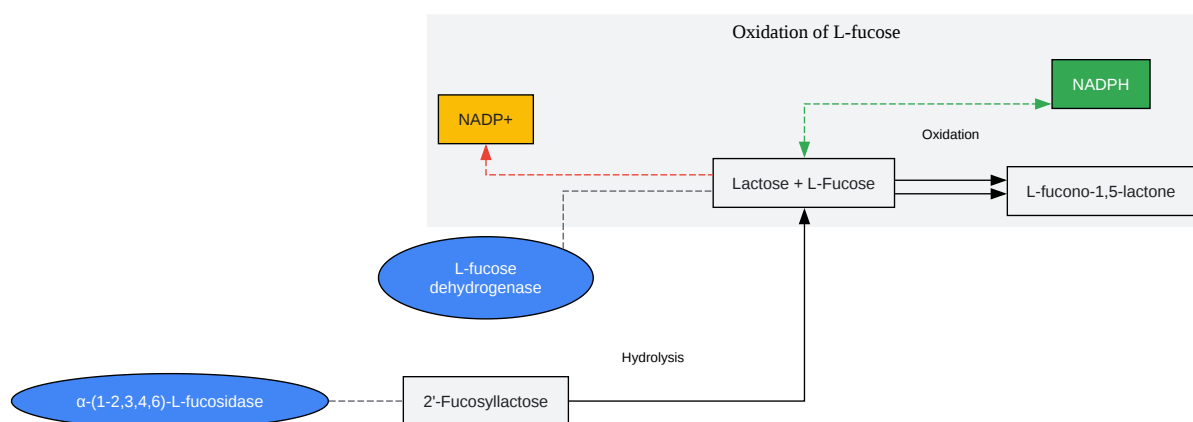 Oxidation of L-fucose
NADPH
NADP+
Oxidation
Lactose + L-Fucose
L-fucono-1,5-lactone
L-fucose
dehydrogenase
Hydrolysis
α-(1-2,3,4,6)-L-fucosidase
2'-Fucosyllactose